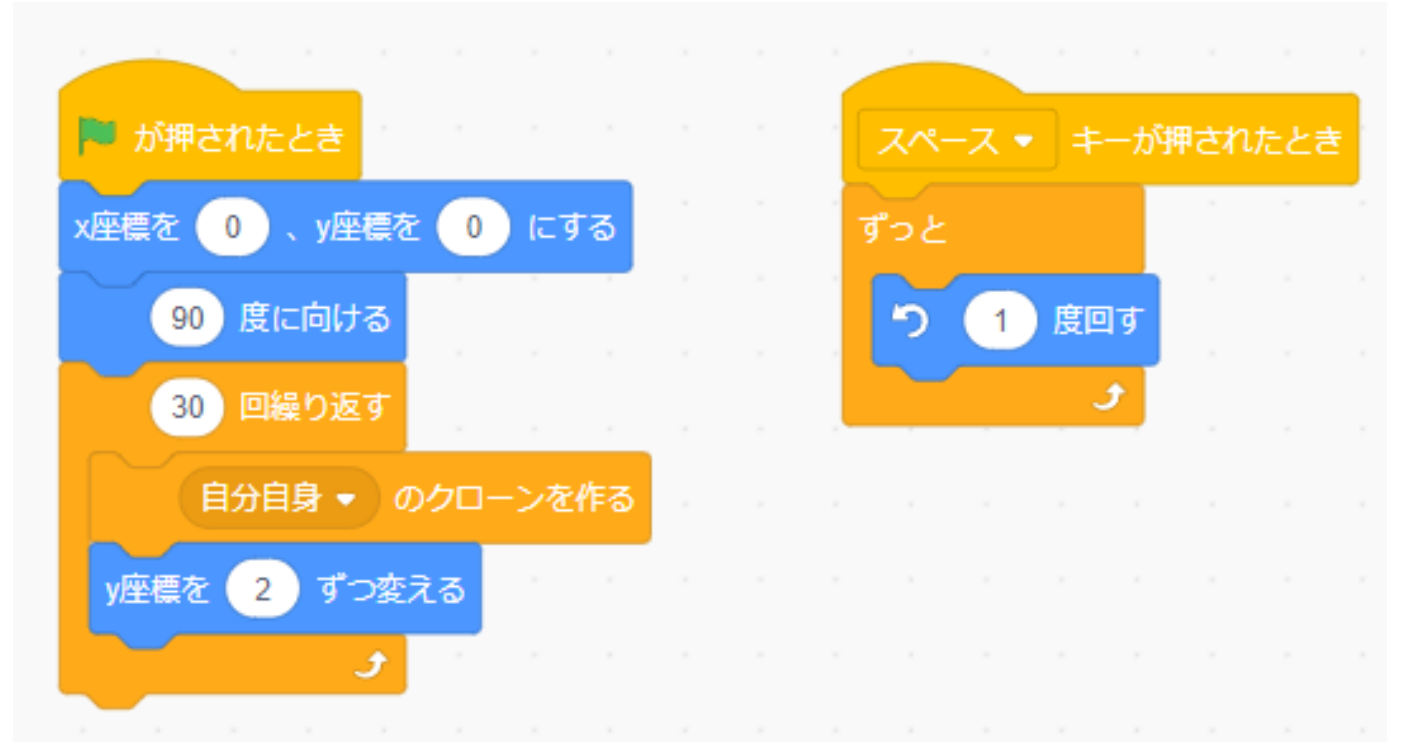 が押されたとき
x座標を 0 、y座標を 0 にする
90 度に向ける
30 回繰り返す
自分自身 のクローンを作る
y座標を 2 ずつ変える
スペース キーが押されたとき
ずっと
1 度回す